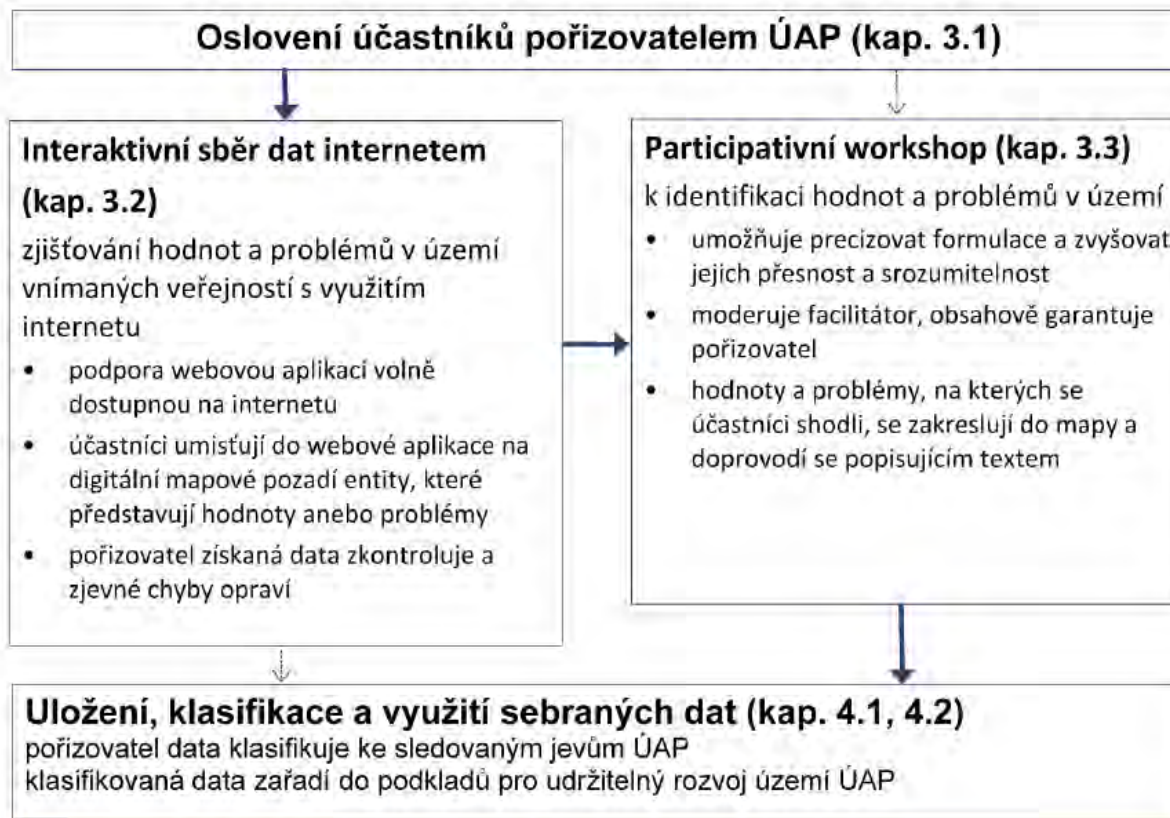 Oslovení účastníků pořizovatelem ÚAP (kap. 3.1)
Interaktivní sběr dat internetem
(kap. 3.2)
zjišťování hodnot a problémů v území
vnímaných veřejností s využitím
internetu
• podpora webovou aplikací volně
dostupnou na internetu
• účastníci umisťují do webové aplikace na
digitální mapové pozadí entity, které
představují hodnoty anebo problémy
• pořizovatel získaná data zkontroluje a
zjevné chyby opraví
Participativní workshop (kap. 3.3)
k identifikaci hodnot a problémů v území
• umožňuje precizovat formulace a zvyšovat
jejich přesnost a srozumitelnost
• moderuje facilitátor, obsahově garantuje
pořizovatel
• hodnoty a problémy, na kterých se
účastníci shodli, se zakreslují do mapy a
doprovodí se popisujícím textem
Uložení, klasifikace a využití sebraných dat (kap. 4.1, 4.2)
pořizovatel data klasifikuje ke sledovaným jevům ÚAP
klasifikovaná data zařadí do podkladů pro udržitelný rozvoj území ÚAP